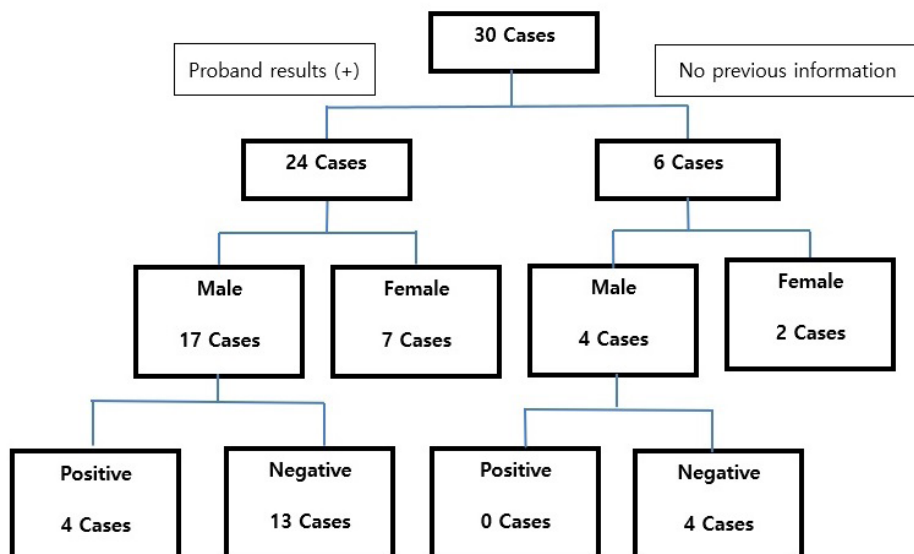 30 Cases
Proband results (+)
No previous information
24 Cases
6 Cases
Male
17 Cases
Female
7 Cases
Male
4 Cases
Female
2 Cases
Positive
4 Cases
Negative
13 Cases
Positive
0 Cases
Negative
4 Cases